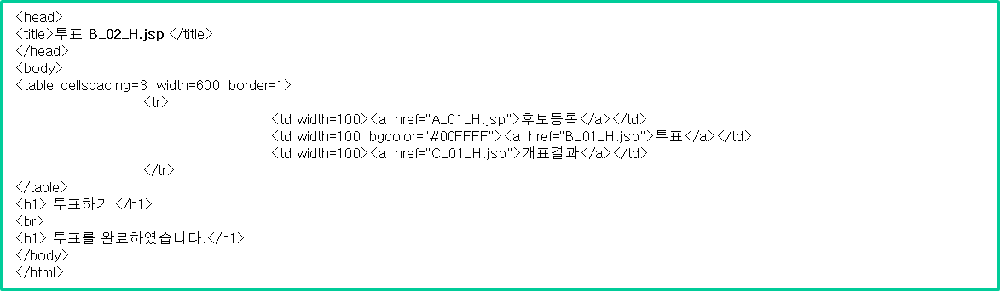 <head>
<title>투표 B_02_H.jsp </title>
</head>
<body>
<table cellspacing=3 width=600 border=1>
<tr>
<td width=100><a href="A_01_H.jsp">후보등록</a></td>
<td width=100 bgcolor="#00FFFF"><a href="B_01_H.jsp">투표</a></td>
<td width=100><a href="C_01_H.jsp">개표결과</a></td>
</tr>
</table>
<h1> 투표하기 </h1>
<br>
<h1> 투표를 완료하였습니다.</h1>
</body>
</html>